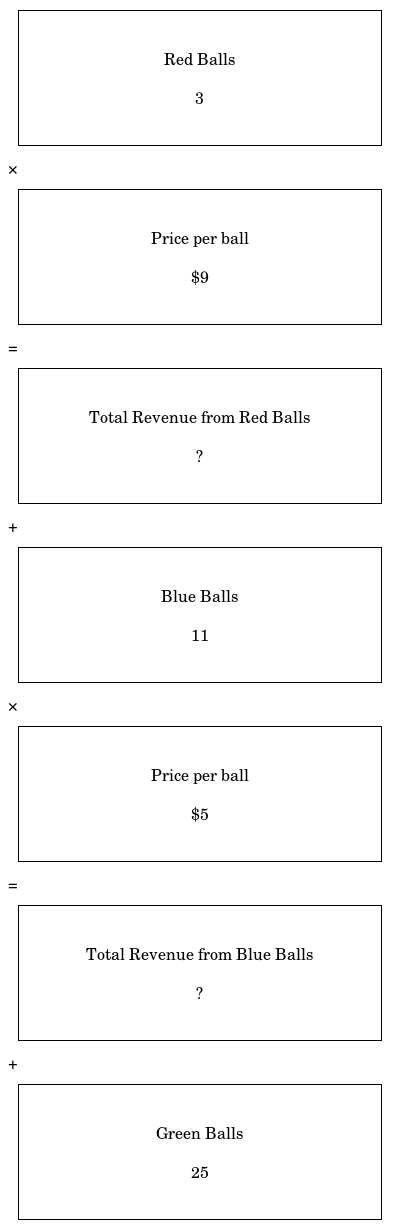 Red Balls
3
×
Price per ball
$9
=
Total Revenue from Red Balls
?
+
Blue Balls
11
×
Price per ball
$5
=
Total Revenue from Blue Balls
?
+
Green Balls
25